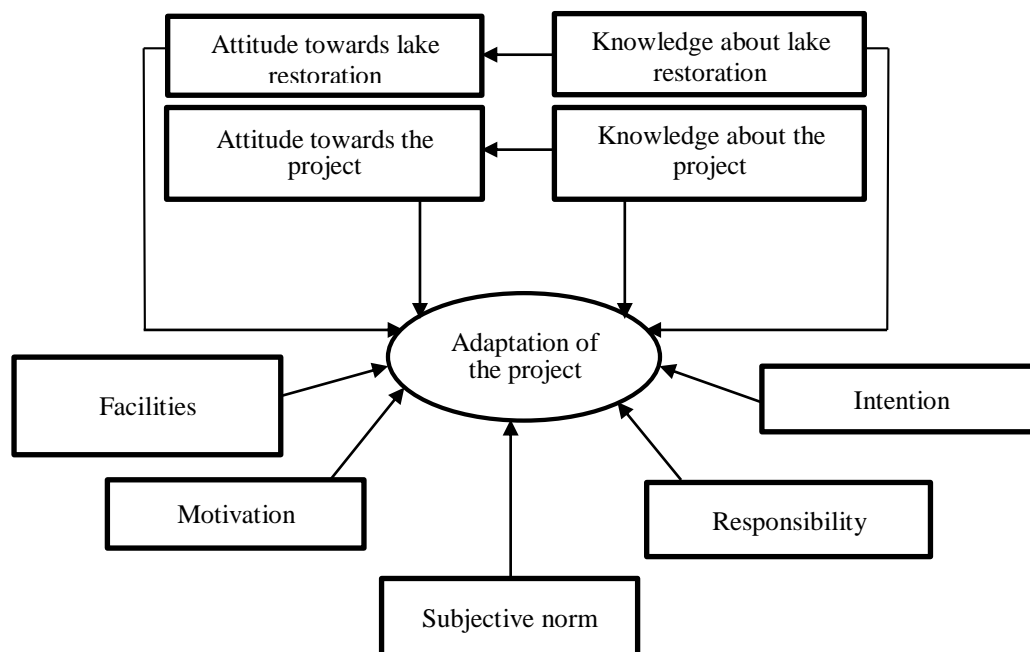 Attitude towards lake
restoration
Knowledge about lake
restoration
Attitude towards the
project
Knowledge about the
project
Adaptation of
the project
Facilities
Intention
Motivation
Responsibility
Subjective norm